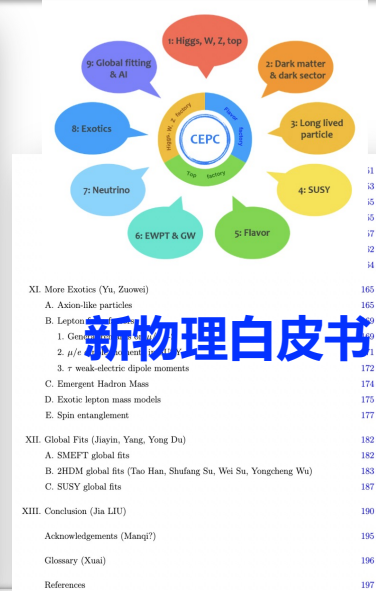 1: Higgs, W, Z, top
9: Global fitting
& AI
2: Dark matter
& dark sector
Higgs, W, Z factory
Flavor factory
CEPC
Top factory
8: Exotics
3: Long lived
particle
7: Neutrino
4: SUSY
6: EWPT & GW
5: Flavor
XI. More Exotics (Yu, Zuowei) 165
A. Axion-like particles 165
B. Lepton
新物理白皮书
1. Gene
2. μ/e
3. τ weak-electric dipole moments 172
C. Emergent Hadron Mass 174
D. Exotic lepton mass models 175
E. Spin entanglement 177
XII. Global Fits (Jiayin, Yang, Yong Du) 182
A. SMEFT global fits 182
B. 2HDM global fits (Tao Han, Shufang Su, Wei Su, Yongcheng Wu) 183
C. SUSY global fits 187
XIII. Conclusion (Jia LIU) 190
Acknowledgements (Manqi?) 195
Glossary (Xuai) 196
References 197